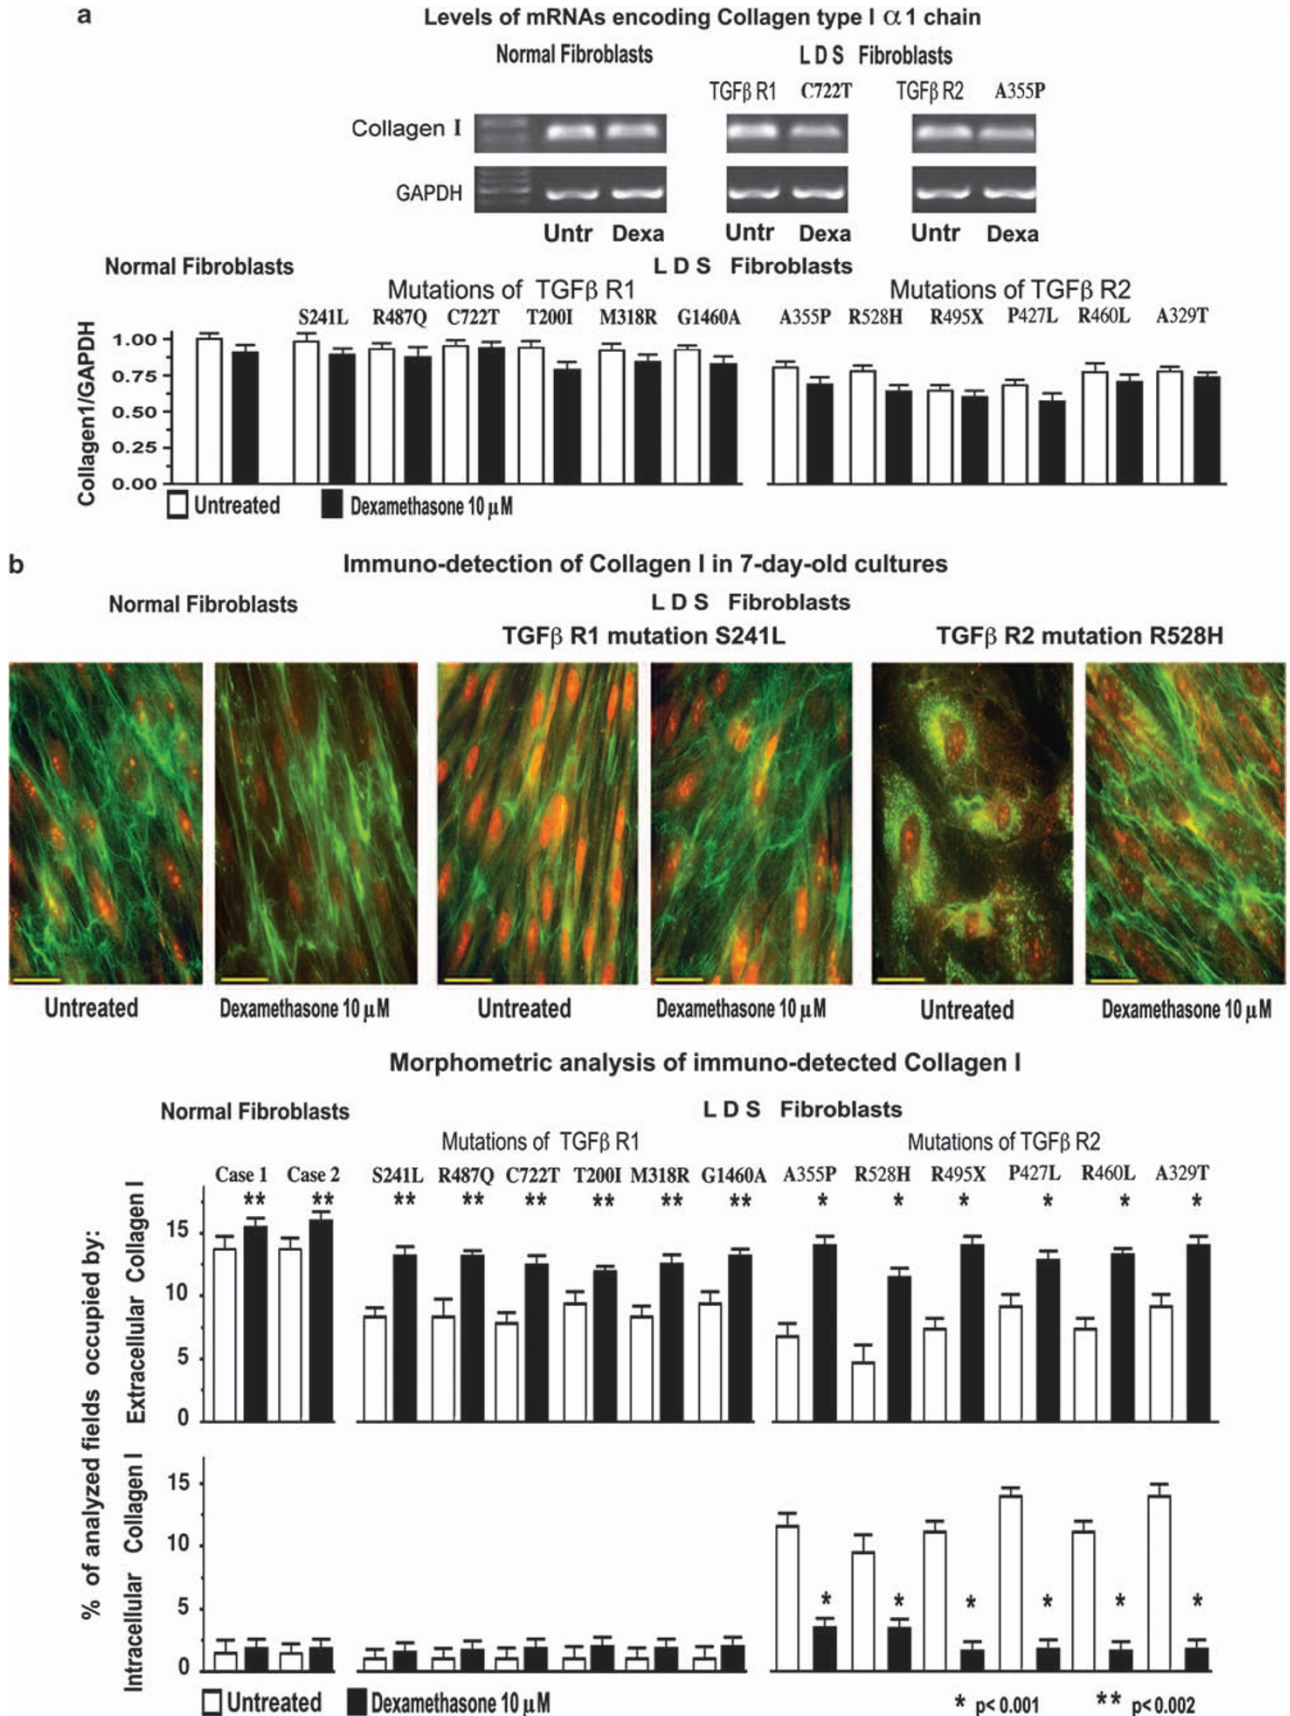 a
Levels of mRNAs encoding Collagen type I α1 chain
Normal Fibroblasts
L D S Fibroblasts
TGFβ R1 C722T TGFβ R2 A355P
Collagen I
GAPDH
Untr Dexa Untr Dexa Untr Dexa
Normal Fibroblasts
L D S Fibroblasts
Mutations of TGFβ R1
Mutations of TGFβ R2
S241L R487Q C722T T200I M318R G1460A A355P R528H R495X P427L R460L A329T
Collagen1/GAPDH
1.00
0.75
0.50
0.25
0.00
Untreated
Dexamethasone 10 μM
b
Immuno-detection of Collagen I in 7-day-old cultures
Normal Fibroblasts
L D S Fibroblasts
TGFβ R1 mutation S241L
TGFβ R2 mutation R528H
Untreated Dexamethasone 10 μM Untreated Dexamethasone 10 μM Untreated Dexamethasone 10 μM
Morphometric analysis of immuno-detected Collagen I
Normal Fibroblasts
L D S Fibroblasts
Mutations of TGFβ R1
Mutations of TGFβ R2
Case 1 Case 2 S241L R487Q C722T T200I M318R G1460A A355P R528H R495X P427L R460L A329T
** ** ** ** ** ** ** ** * * * * * *
% of analyzed fields occupied by:
Extracellular Collagen I
15
10
5
0
Intracellular Collagen I
15
10
5
0
* * * * * *
Untreated
Dexamethasone 10 μM
* p< 0.001
** p< 0.002